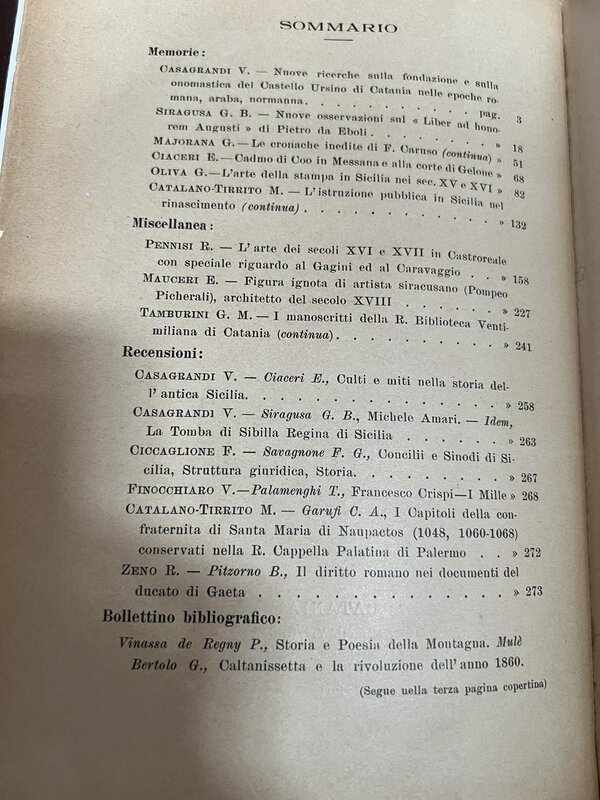 SOMMARIO
Memorie:
CASAGRANDI V. — Nuove ricerche sulla fondazione e sulla
onomastica del Castello Ursino di Catania nelle epoche ro-
mana, araba, normanna. . . . . . . . . pag. 3
SIRAGUSA G. B. — Nuove osservazioni sul « Liber ad hono-
rem Augusti » di Pietro da Eboli . . . . . . » 18
MAJORANA G. — Le cronache inedite di F. Caruso (continua) » 51
CIACERI E. — Cadmo di Coo in Messana e alla corte di Gelone » 68
OLIVA G. — L'arte della stampa in Sicilia nei sec. XV e XVI » 82
CATALANO-TIRRITO M. — L'istruzione pubblica in Sicilia nel
rinascimento (continua) . . . . . . . . . » 132
Miscellanea:
PENNISI R. — L'arte dei secoli XVI e XVII in Castroreale
con speciale riguardo al Gagini ed al Caravaggio . . » 158
MAUCERI E. — Figura ignota di artista siracusano (Pompeo
Picherali), architetto del secolo XVIII . . . . . » 227
TAMBURINI G. M. — I manoscritti della R. Biblioteca Venti-
miliana di Catania (continua). . . . . . . . » 241
Recensioni:
CASAGRANDI V. — Ciaceri E., Culti e miti nella storia del-
l'antica Sicilia. . . . . . . . . . . . » 258
CASAGRANDI V. — Siragusa G. B., Michele Amari. — Idem,
La Tomba di Sibilla Regina di Sicilia . . . . . » 263
CICCAGLIONE F. — Savagnone F. G., Concilii e Sinodi di Si-
cilia, Struttura giuridica, Storia. . . . . . . » 267
FINOCCHIARO V. — Palamenghi T., Francesco Crispi — I Mille » 268
CATALANO-TIRRITO M. — Garufi C. A., I Capitoli della con-
fraternita di Santa Maria di Naupactos (1048, 1060-1068)
conservati nella R. Cappella Palatina di Palermo . . » 272
ZENO R. — Pitzorno B., Il diritto romano nei documenti del
ducato di Gaeta . . . . . . . . . . . » 273
Bollettino bibliografico:
Vinassa de Regny P., Storia e Poesia della Montagna. Mulè
Bertolo G., Caltanissetta e la rivoluzione dell'anno 1860.
(Segue nella terza pagina copertina)